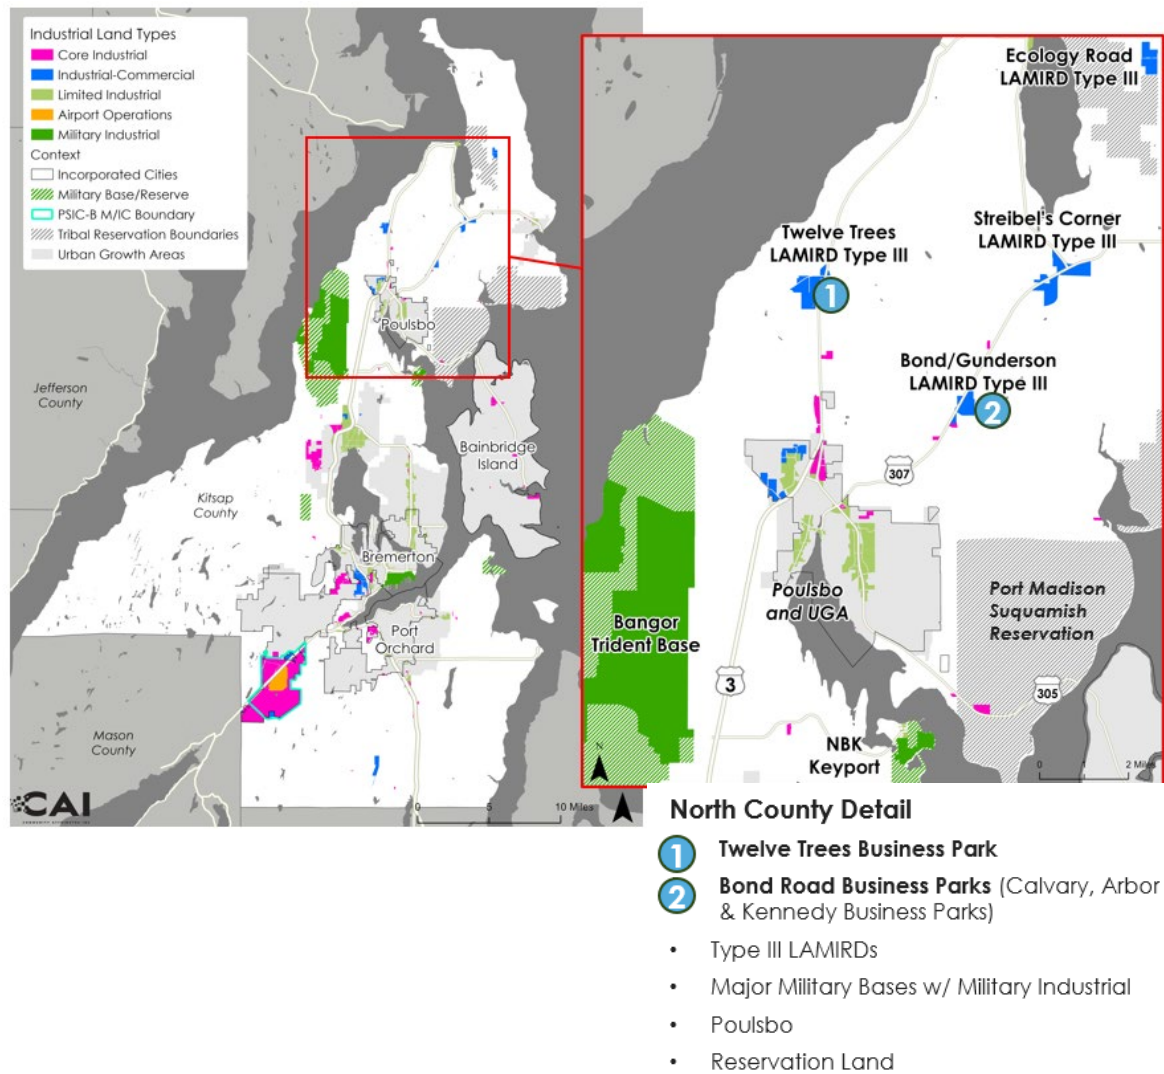 Industrial Land Types
Core Industrial
Industrial-Commercial
Limited Industrial
Airport Operations
Military Industrial
Context
Incorporated Cities
Military Base/Reserve
PSIC-B M/IC Boundary
Tribal Reservation Boundaries
Urban Growth Areas
Poulsbo
Jefferson
County
Bainbridge
Island
Kitsap
County
Bremerton
Port
Orchard
Mason
County
CAI
0 5 10 Miles
Ecology Road
LAMIRD Type III
Streibel's Corner
LAMIRD Type III
Twelve Trees
LAMIRD Type III
1
Bond/Gunderson
LAMIRD Type III
2
307
Poulsbo
and UGA
Port Madison
Suquamish
Reservation
Bangor
Trident Base
3
305
NBK
Keyport
N
0 1 2 Miles
North County Detail
1 Twelve Trees Business Park
2 Bond Road Business Parks (Calvary, Arbor
& Kennedy Business Parks)
• Type III LAMIRDs
• Major Military Bases w/ Military Industrial
• Poulsbo
• Reservation Land